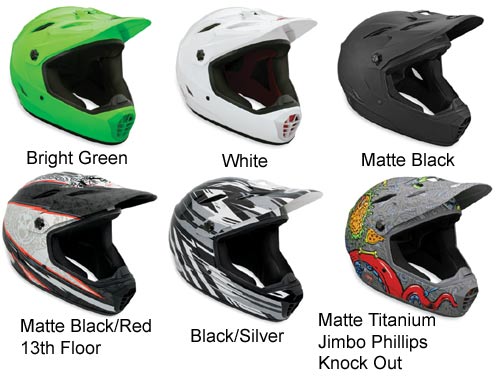 Bright Green
White
Matte Black
Matte Black/Red
13th Floor
Black/Silver
Matte Titanium
Jimbo Phillips
Knock Out